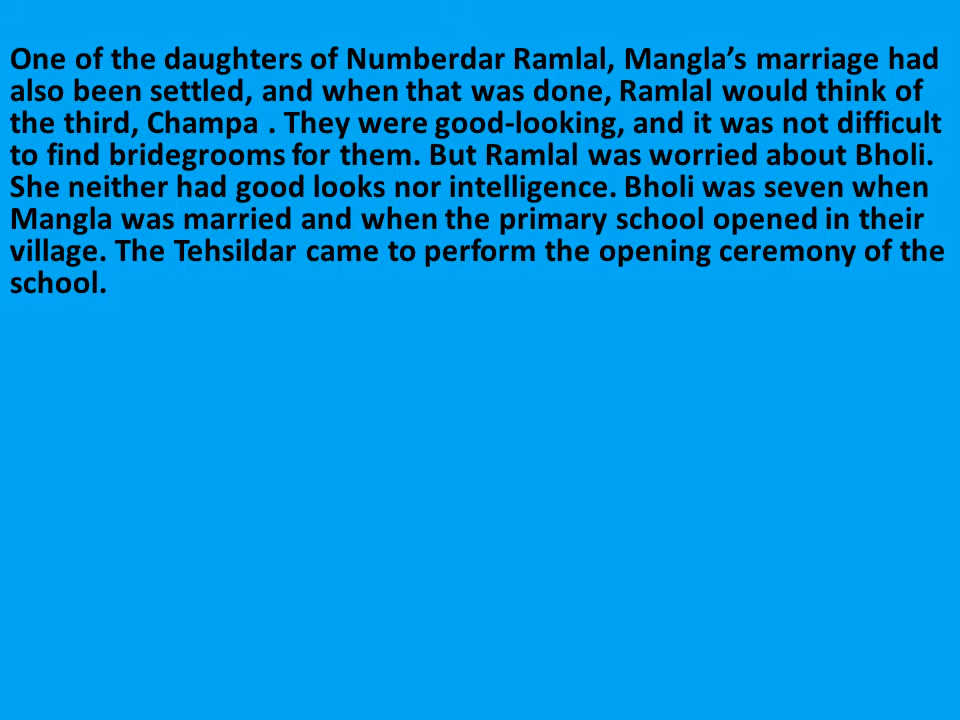 One of the daughters of Numberdar Ramlal, Mangla’s marriage had
also been settled, and when that was done, Ramlal would think of
the third, Champa . They were good-looking, and it was not difficult
to find bridegrooms for them. But Ramlal was worried about Bholi.
She neither had good looks nor intelligence. Bholi was seven when
Mangla was married and when the primary school opened in their
village. The Tehsildar came to perform the opening ceremony of the
school.